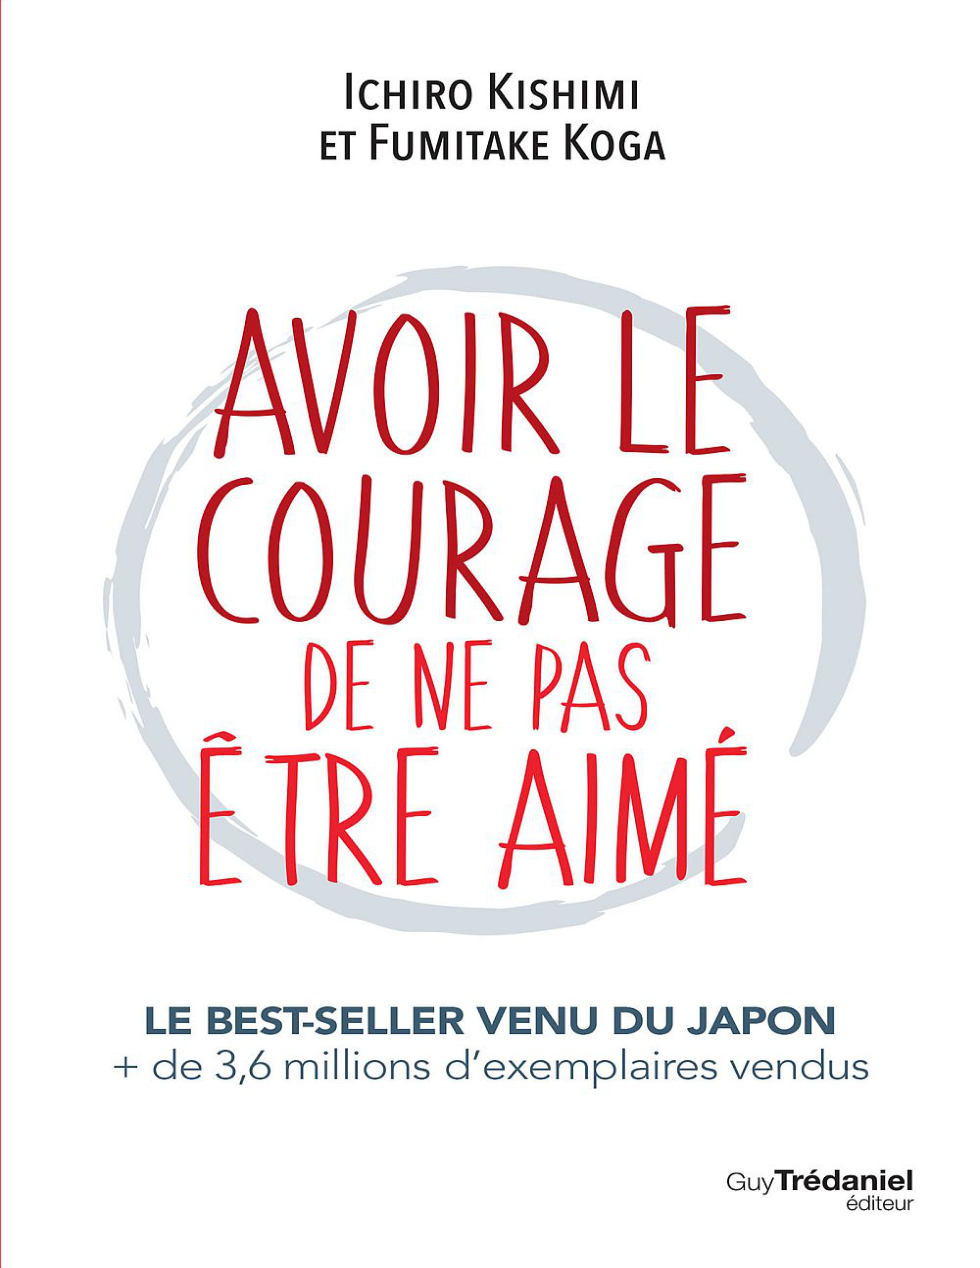 Ichiro Kishimi
et Fumitake Koga
AVOIR LE
COURAGE
DE NE PAS
ÊTRE AIMÉ
LE BEST-SELLER VENU DU JAPON
+ de 3,6 millions d’exemplaires vendus
Guy Trédaniel
éditeur